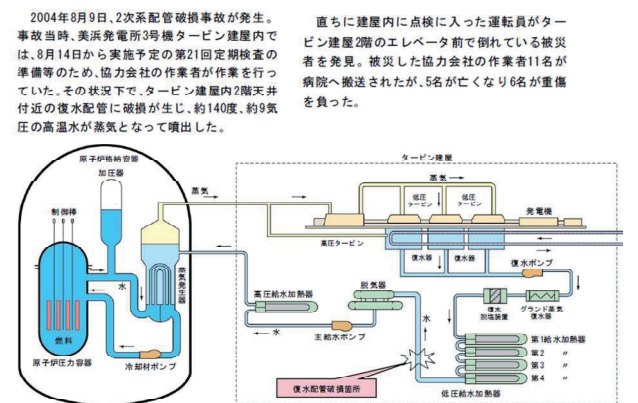 2004年8月9日、2次系配管破損事故が発生。
事故当時、美浜発電所3号機タービン建屋内で
は、8月14日から実施予定の第21回定期検査の
準備等のため、協力会社の作業者が作業を行っ
ていた。その状況下で、タービン建屋内2階天井
付近の復水配管に破損が生じ、約140度、約9気
圧の高温水が蒸気となって噴出した。
直ちに建屋内に点検に入った運転員がター
ビン建屋2階のエレベータ前で倒れている被災
者を発見。被災した協力会社の作業者11名が
病院へ搬送されたが、5名が亡くなり6名が重傷
を負った。
原子炉格納容器
加圧器
制御棒
水
蒸気発生器
燃料
原子炉圧力容器
冷却材ポンプ
タービン建屋
蒸気
蒸気
低圧
タービン
低圧
タービン
発電機
高圧タービン
復水器
復水器
復水器
復水ポンプ
高圧給水加熱器
脱気器
水
主給水ポンプ
水
復水
脱塩装置
グランド蒸気
復水器
第1給水加熱器
第2 〃
第3 〃
第4 〃
低圧給水加熱器
復水配管破損箇所